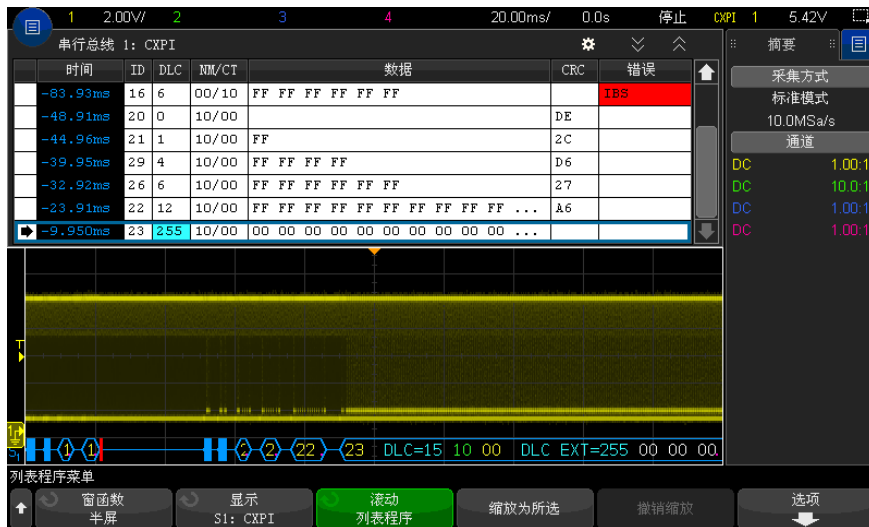 1 2.00V/ 2 3 4 20.00ms/ 0.0s 停止 CXPI 1 5.42V
串行总线 1: CXPI
摘要
时间 ID DLC NM/CT 数据 CRC 错误
-83.93ms 16 6 00/10 FF FF FF FF FF FF IBS
-48.91ms 20 0 10/00 DE
-44.96ms 21 1 10/00 FF 2C
-39.95ms 29 4 10/00 FF FF FF FF D6
-32.92ms 26 6 10/00 FF FF FF FF FF FF 27
-23.91ms 22 12 10/00 FF FF FF FF FF FF FF FF FF FF ... A6
-9.950ms 23 255 10/00 00 00 00 00 00 00 00 00 00 00 ...
采集方式
标准模式
10.0MSa/s
通道
DC 1.00:1
DC 10.0:1
DC 1.00:1
DC 1.00:1
T
1
S1 1 1 2 2 22 23 DLC=15 10 00 DLC EXT=255 00 00 00
列表程序菜单
窗函数
半屏
显示
S1: CXPI
滚动
列表程序
缩放为所选
撤消缩放
选项